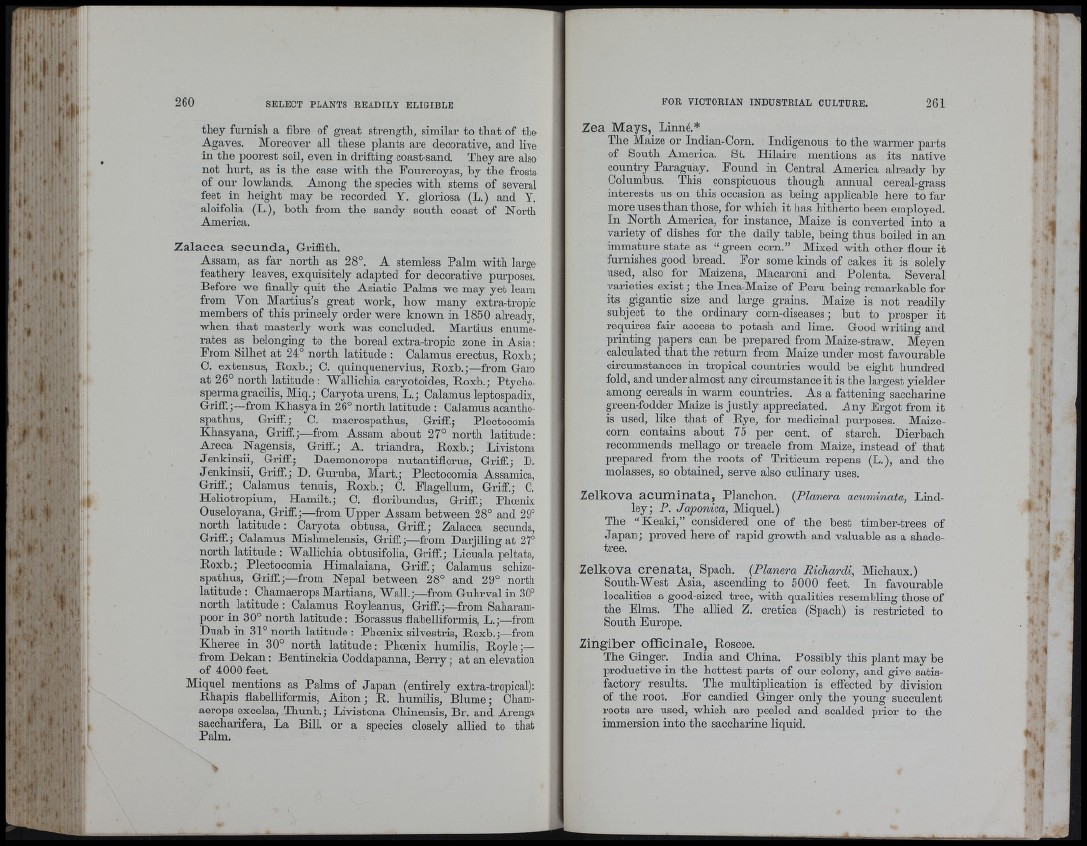 260 SELECT PLANTS READILY ELIGIBLE
they furnish a fibre of great strength, similar to that of the
Agaves. Moreover all these plants are decorative, and live
in the poorest soil, even in drifting coast-sand. They are also
not hurt, as is the case with the Fourcroyas, by the frosts
of our lowlands. Among the species with stems of several
feet in height may be recorded Y. gloriosa (L.) and Y.
aloifolia (L.), both from the sandy south coast of North
America.
Zalacca secunda, Griffith.
Assam, as far north as 28°. A stemless Palm with large
feathery leaves, exquisitely adapted for decorative purposes.
Before we finally quit the Asiatic Palms we may yet learn
from Von Martius's great work, how many extra-tropic
members of this princely order were known in 1850 already,
when that masterly work was concluded. Martius enume-
rates as belonging to the boreal extra-tropic zone in Asia:
From Silhet at 24° north latitude: Calamus erectus, Roxb.;
C. extensus, Roxb.; C. quinquenervius, Roxb.;—from Garo
at 26° north latitude: Wallichia caryotoides, Roxb.; Ptycho-
sperma gracilis, Miq.; Caryota urens, L.; Calamus leptospadix,
Griff.;—from Khasya in 26° north latitude: Calamus acantho-
spathus, Griff.; C. macrospathus, Griff.; Plectocomia
Khasyana, Griff.;—from Assam about 27° north latitude:
Areca Nagensis, Griff.; A. triandra, Roxb.; Livistona
Jenkinsii, Griff.; Daemonorops nutantiflorus, Griff.; D.
Jenkinsii, Griff.; D. Guruba, Mart.; Plectocomia Assamica,
Griff.; Calamus tenuis, Roxb.; C. Flagellum, Griff.; C.
Heliotropium, Hamilt.; C. floribundus, Griff.; Phœnix
Ouseloyana, Griff.;—from Upper Assam between 28° and 29°
north latitude: Caryota obtusa, Griff.; Zalacca secunda,
Griff.; Calamus Mishmelensis, Griff.;—from Darjiling at 27°
north latitude: Wallichia obtusifolia, Griff.; Licuala peltata,
Roxb.; Plectocomia Himalaiana, Griff.; Calamus schizo-
spathus, Griff.;—from Nepal between 28° and 29° north
latitude: Chamaerops Martiana, Wall.;—from Guhrval in 30°
north latitude: Calamus Royleanus, Griff.;—from Saharam-
poor in 30° north latitude: Borassus flabelliformis, L.;—from
Duab in 31° north latitude: Phœnix silvestris, Roxb.;—from
Kheree in 30° north latitude: Phœnix humilis, Royle;—
from Dekan: Bentinckia Coddapanna, Berry; at an elevation
of 4000 feet.
Miquel mentions as Palms of Japan (entirely extra-tropical):
Rhapis flabelliformis, Aiton; R. humilis, Blume; Cham-
aerops excelsa, Thunb.; Livistona Chinensis, Br. and Arenga
saccharifera, La Bill. or a species closely allied to that
Palm.
FOR VICTORIAN INDUSTRIAL CULTURE. 261
Zea Mays, Linné.*
The Maize or Indian-Corn. Indigenous to the warmer parts
of South America. St. Hilaire mentions as its native
country Paraguay. Found in Central America already by
Columbus. This conspicuous though annual cereal-grass
interests us on this occasion as being applicable here to far
more uses than those, for which it has hitherto been employed.
In North America, for instance, Maize is converted into a
variety of dishes for the daily table, being thus boiled in an
immature state as "green corn." Mixed with other flour it
furnishes good bread. For some kinds of cakes it is solely
used, also for Maizena, Macaroni and Polenta. Several
varieties exist; the Inca-Maize of Peru being remarkable for
its gigantic size and large grains. Maize is not readily
subject to the ordinary corn-diseases; but to prosper it
requires fair access to potash and lime. Good writing and
printing papers can be prepared from Maize-straw. Meyen
calculated that the return from Maize under most favourable
circumstances in tropical countries would be eight hundred
fold, and under almost any circumstance it is the largest yielder
among cereals in warm countries. As a fattening saccharine
green-fodder Maize is justly appreciated. Any Ergot from it
is used, like that of Rye, for medicinal purposes. Maize-
corn contains about 75 per cent. of starch. Dierbach
recommends mellago or treacle from Maize, instead of that
prepared from the roots of Triticum repens (L.), and the
molasses, so obtained, serve also culinary uses.
Zelkova acuminata, Planchon. (Planera acuminata, Lind-
ley; P. Japonica, Miquel.)
The "Keaki," considered one of the best timber-trees of
Japan; proved here of rapid growth and valuable as a shade-
tree.
Zelkova crenata, Spach. (Planera Richardi, Michaux.)
South-West Asia, ascending to 5000 feet. In favourable
localities a good-sized tree, with qualities resembling those of
the Elms. The allied Z. cretica (Spach) is restricted to
South Europe.
Zingiber officinale, Roscoe.
The Ginger. India and China. Possibly this plant may be
productive in the hottest parts of our colony, and give satis-
factory results. The multiplication is effected by division
of the root. For candied Ginger only the young succulent
roots are used, which are peeled and scalded prior to the
immersion into the saccharine liquid.